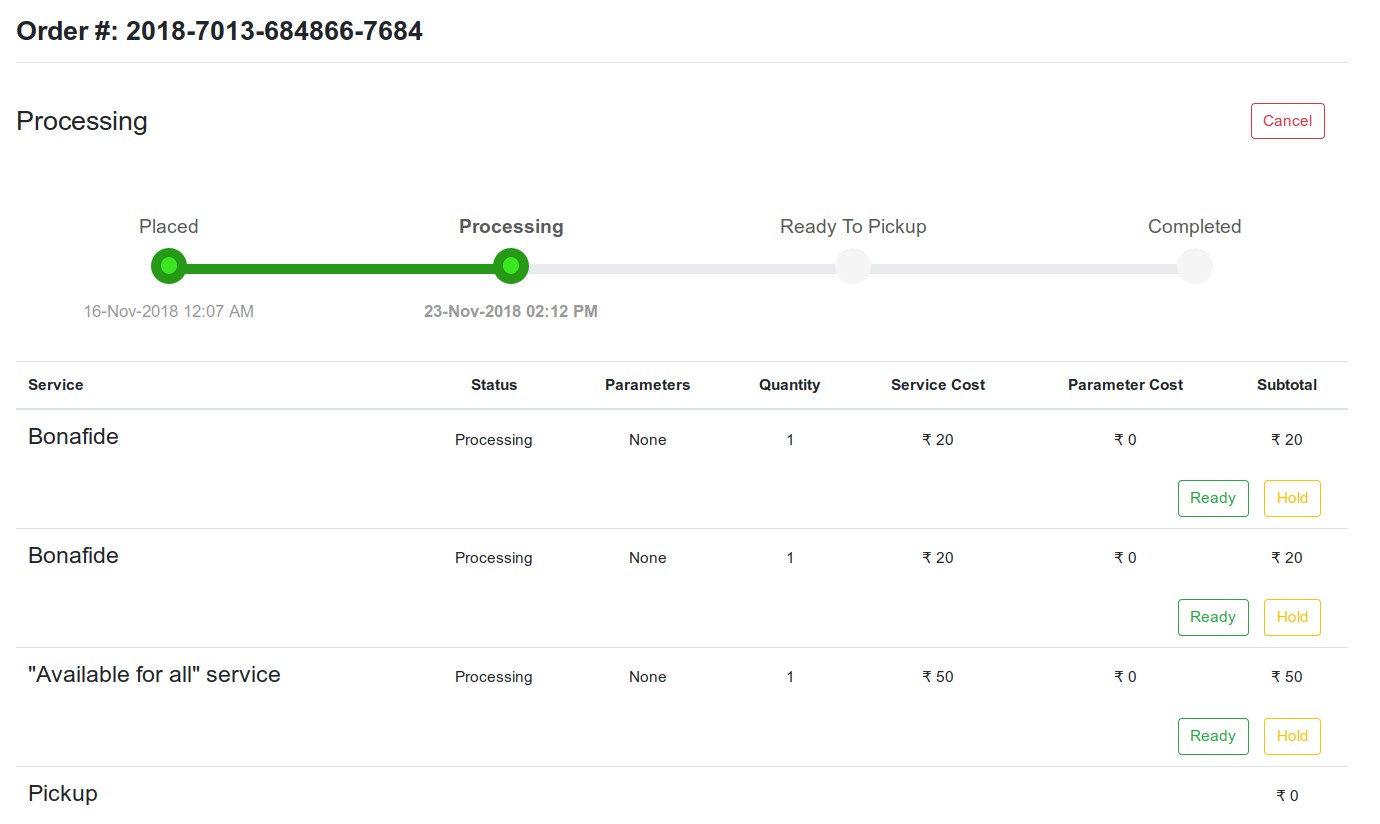 Order #: 2018-7013-684866-7684
Processing
Cancel
Placed Processing Ready To Pickup Completed
16-Nov-2018 12:07 AM 23-Nov-2018 02:12 PM
Service Status Parameters Quantity Service Cost Parameter Cost Subtotal
Bonafide Processing None 1 ₹ 20 ₹ 0 ₹ 20
Ready Hold
Bonafide Processing None 1 ₹ 20 ₹ 0 ₹ 20
Ready Hold
"Available for all" service Processing None 1 ₹ 50 ₹ 0 ₹ 50
Ready Hold
Pickup ₹ 0